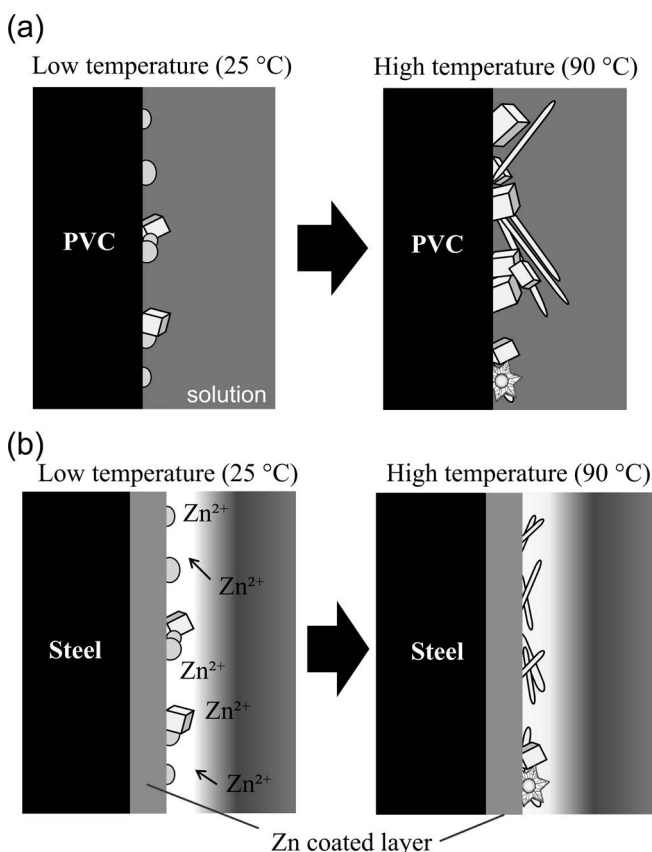 (a)
Low temperature (25 °C)
High temperature (90 °C)
PVC
PVC
solution
(b)
Low temperature (25 °C)
High temperature (90 °C)
Zn²⁺
Zn²⁺
Steel
Steel
Zn²⁺
Zn²⁺
Zn²⁺
Zn coated layer